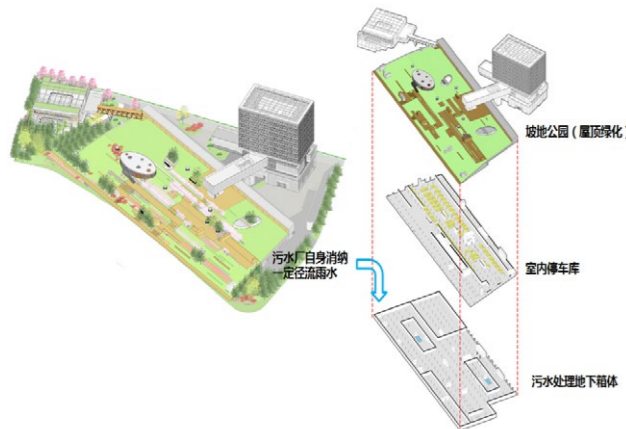 坡地公园（屋顶绿化）
污水厂自身消纳
一定径流雨水
室内停车库
污水处理地下箱体